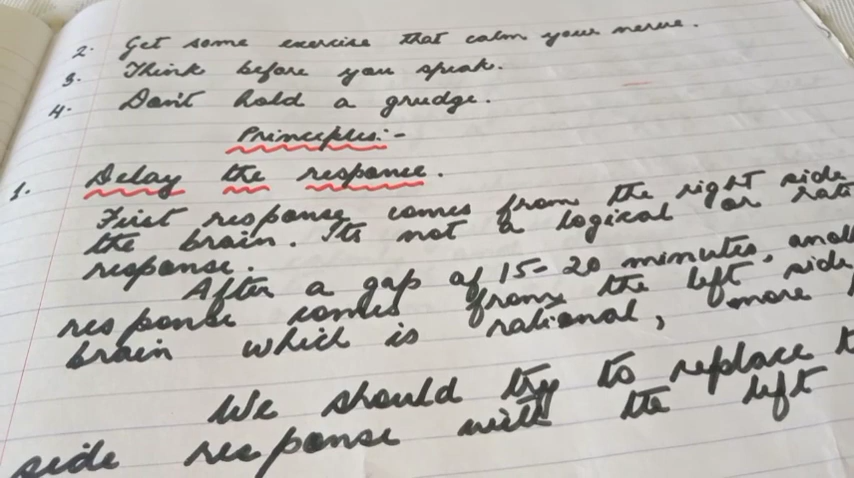 2. Get some exercise that calm your nerve.
3. Think before you speak.
4. Don't hold a grudge.
Principles:-
1. Delay the response.
First response comes from the right side
the brain. Its not a logical or rati
response.
After a gap of 15-20 minutes, anoth
response comes from the left side
brain which is rational, more
We should try to replace t
side response with the left